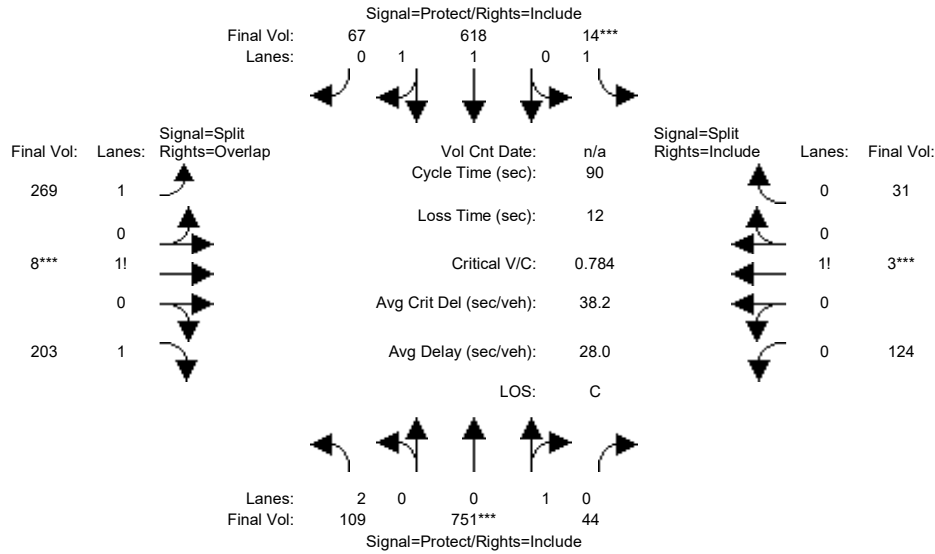 Signal=Protect/Rights=Include
Final Vol: 67 618 14***
Lanes: 0 1 1 0 1
Signal=Split
Final Vol: Lanes: Rights=Overlap
Vol Cnt Date: n/a
Signal=Split
Rights=Include Lanes: Final Vol:
Cycle Time (sec): 90
269 1
0 31
Loss Time (sec): 12
0
0
8*** 1!
Critical V/C: 0.784
1! 3***
0
Avg Crit Del (sec/veh): 38.2
0
203 1
Avg Delay (sec/veh): 28.0
0 124
LOS: C
Lanes: 2 0 0 1 0
Final Vol: 109 751*** 44
Signal=Protect/Rights=Include